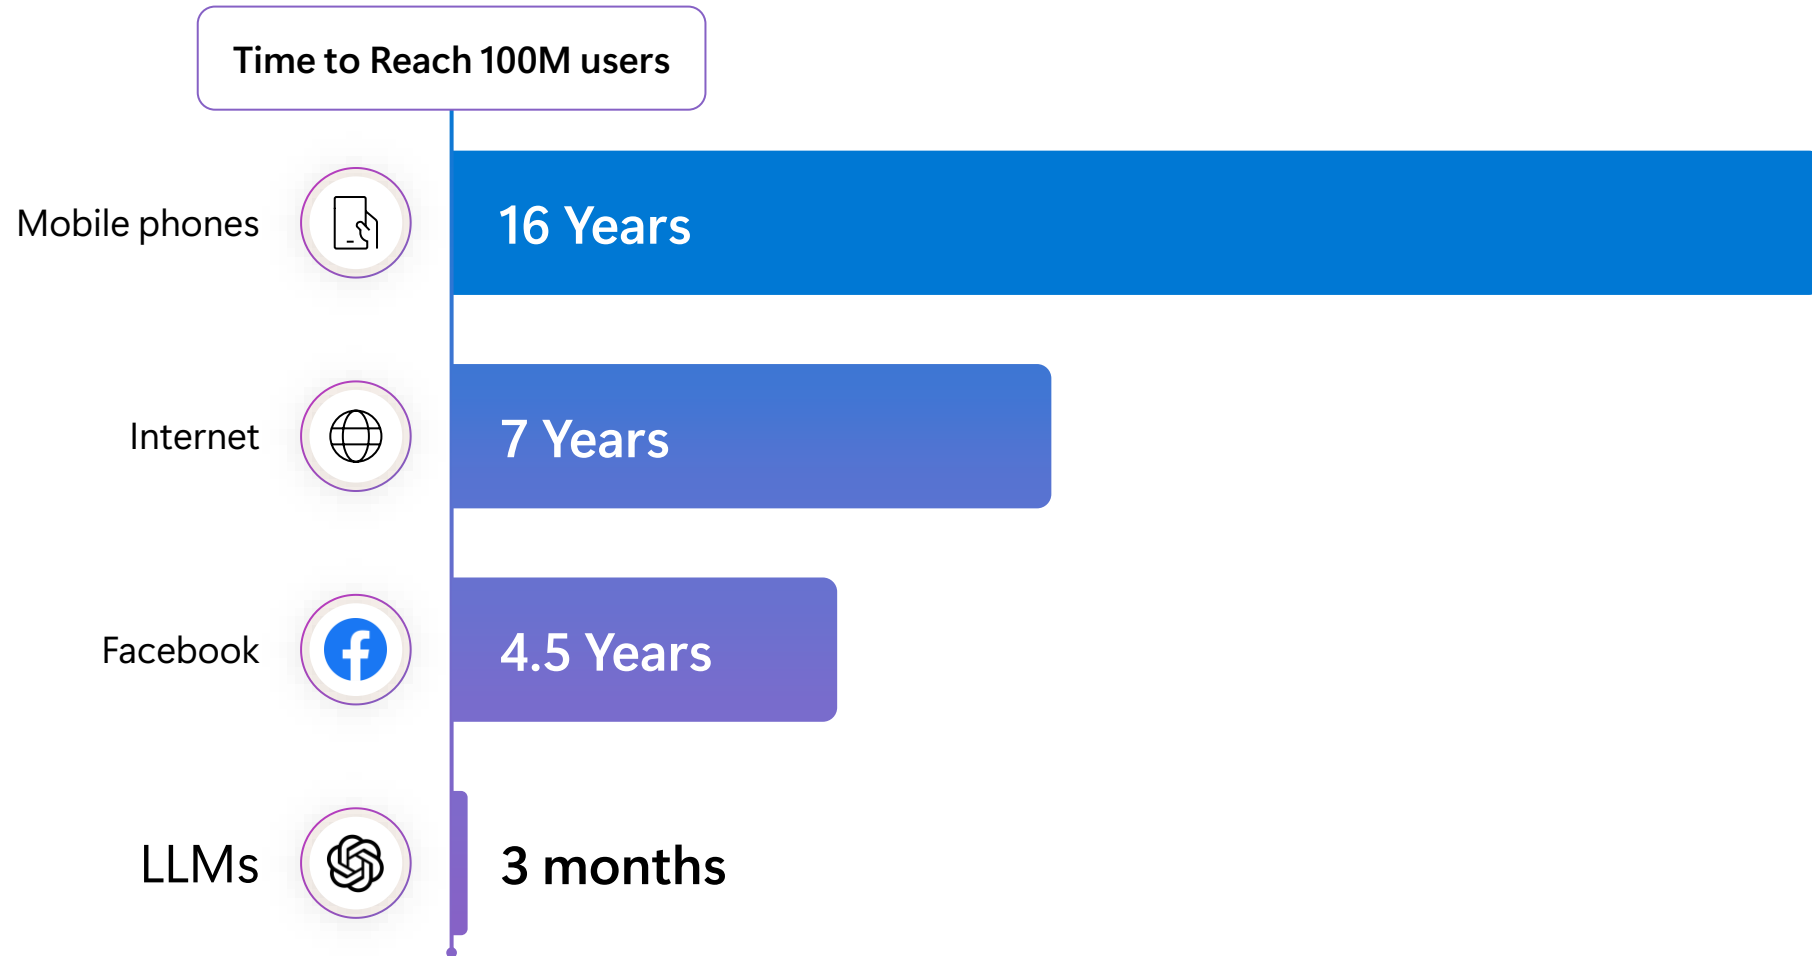 Time to Reach 100M users
Mobile phones
16 Years
Internet
7 Years
Facebook
4.5 Years
LLMs
3 months